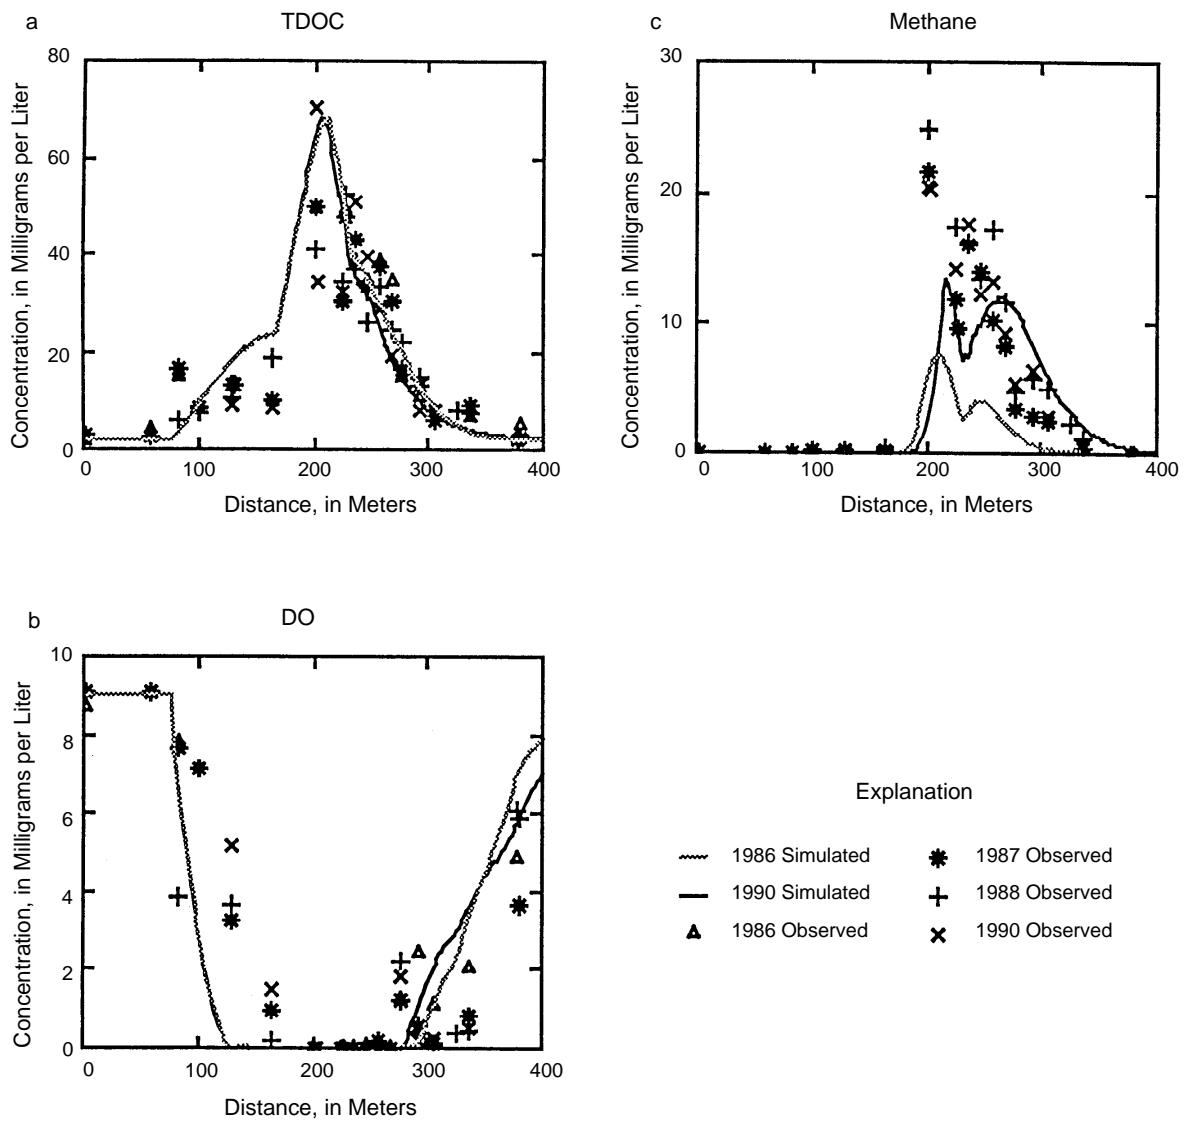 a
TDOC
80
60
40
20
0
0 100 200 300 400
Concentration, in Milligrams per Liter
Distance, in Meters
c
Methane
30
20
10
0
0 100 200 300 400
Concentration, in Milligrams per Liter
Distance, in Meters
b
DO
10
8
6
4
2
0
0 100 200 300 400
Concentration, in Milligrams per Liter
Distance, in Meters
Explanation
1986 Simulated
1990 Simulated
1986 Observed
1987 Observed
1988 Observed
1990 Observed